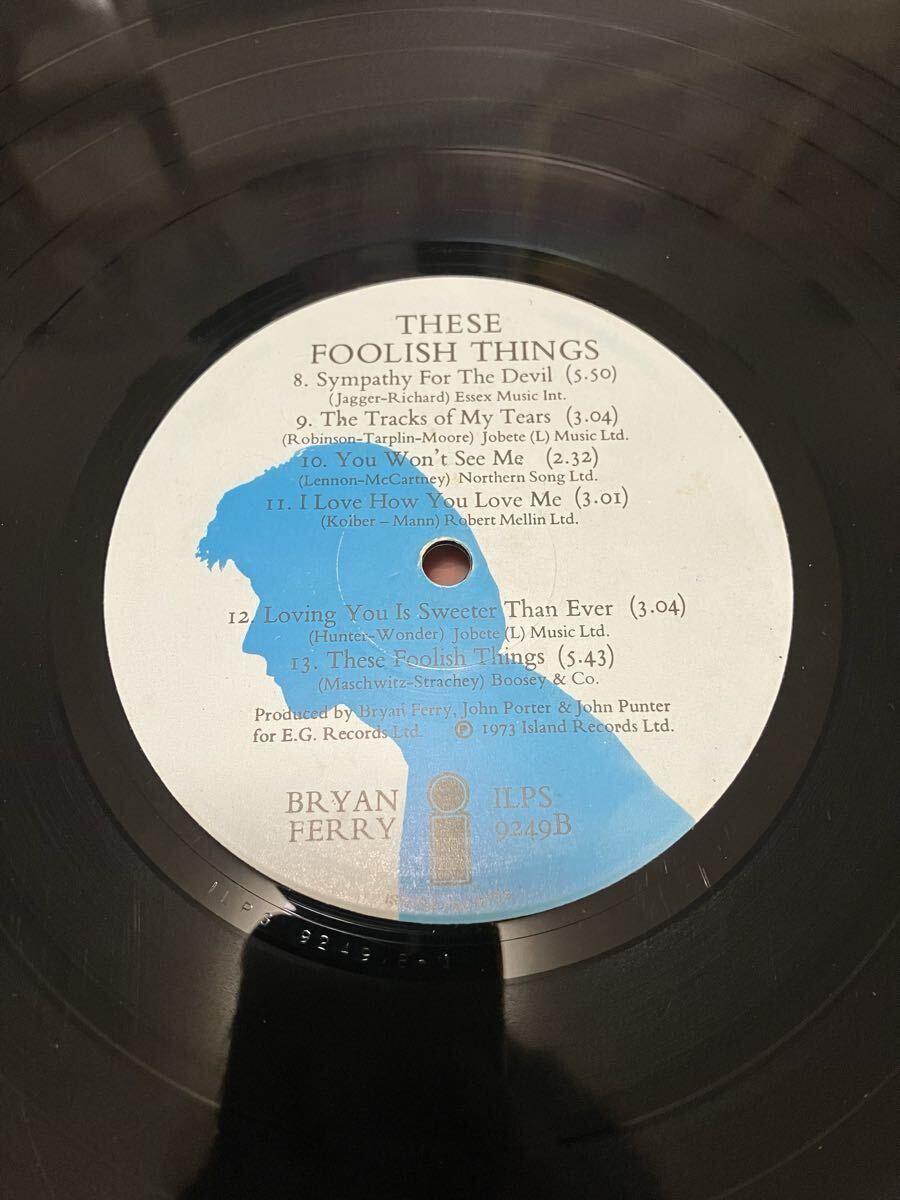 THESE
FOOLISH THINGS
8. Sympathy For The Devil (5.50)
(Jagger-Richard) Essex Music Int.
9. The Tracks of My Tears (3.04)
(Robinson-Tarplin-Moore) Jobete (L) Music Ltd.
10. You Won't See Me (2.32)
(Lennon-McCartney) Northern Song Ltd.
11. I Love How You Love Me (3.01)
(Koiber – Mann) Robert Mellin Ltd.
12. Loving You Is Sweeter Than Ever (3.04)
(Hunter-Wonder) Jobete (L) Music Ltd.
13. These Foolish Things (5.43)
(Maschwitz-Strachey) Boosey & Co.
Produced by Bryan Ferry, John Porter & John Punter
for E.G. Records Ltd. ℗ 1973 Island Records Ltd.
BRYAN
FERRY
ILPS
9249B